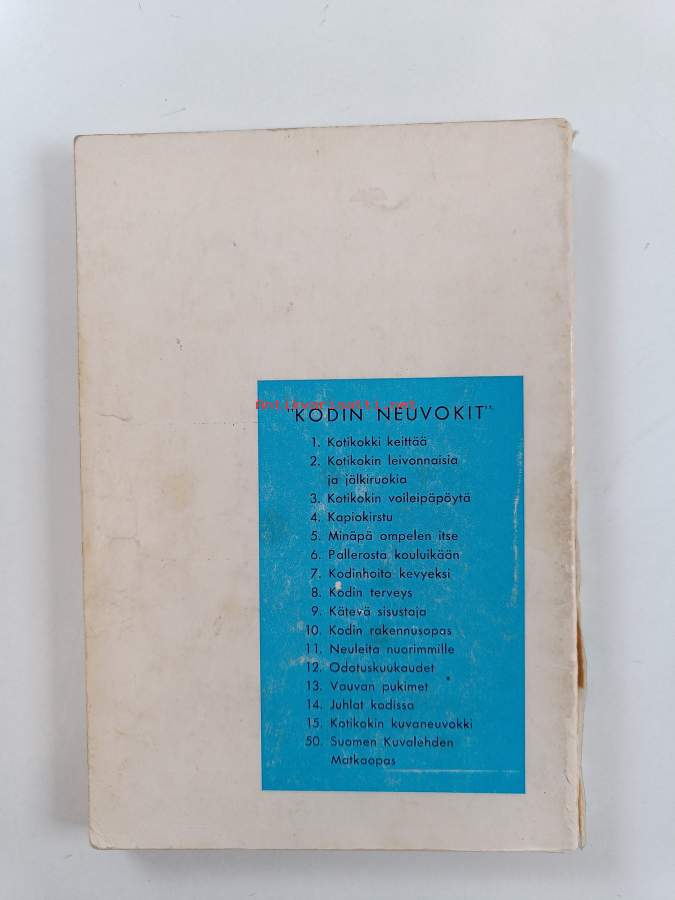 Antikvariaatti.net
"KODIN NEUVOKIT"
1. Kotikokki keittää
2. Kotikokin leivonnaisia
ja jälkiruokia
3. Kotikokin voileipäpöytä
4. Kapiokirstu
5. Minäpä ompelen itse
6. Pallerosta kouluikään
7. Kodinhoito kevyeksi
8. Kodin terveys
9. Kätevä sisustaja
10. Kodin rakennusopas
11. Neuleita nuorimmille
12. Odotuskuukaudet
13. Vauvan pukimet
14. Juhlat kodissa
15. Kotikokin kuvaneuvokki
50. Suomen Kuvalehden
Matkaopas